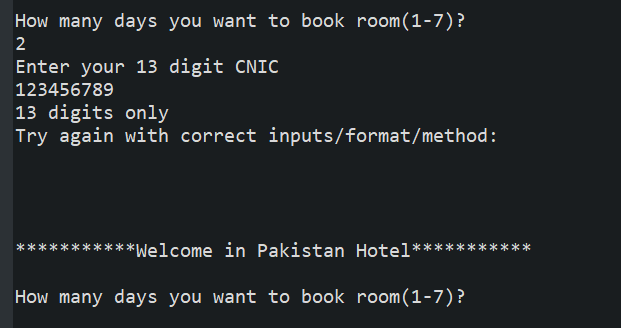 How many days you want to book room(1-7)?
2
Enter your 13 digit CNIC
123456789
13 digits only
Try again with correct inputs/format/method:
***********Welcome in Pakistan Hotel***********
How many days you want to book room(1-7)?